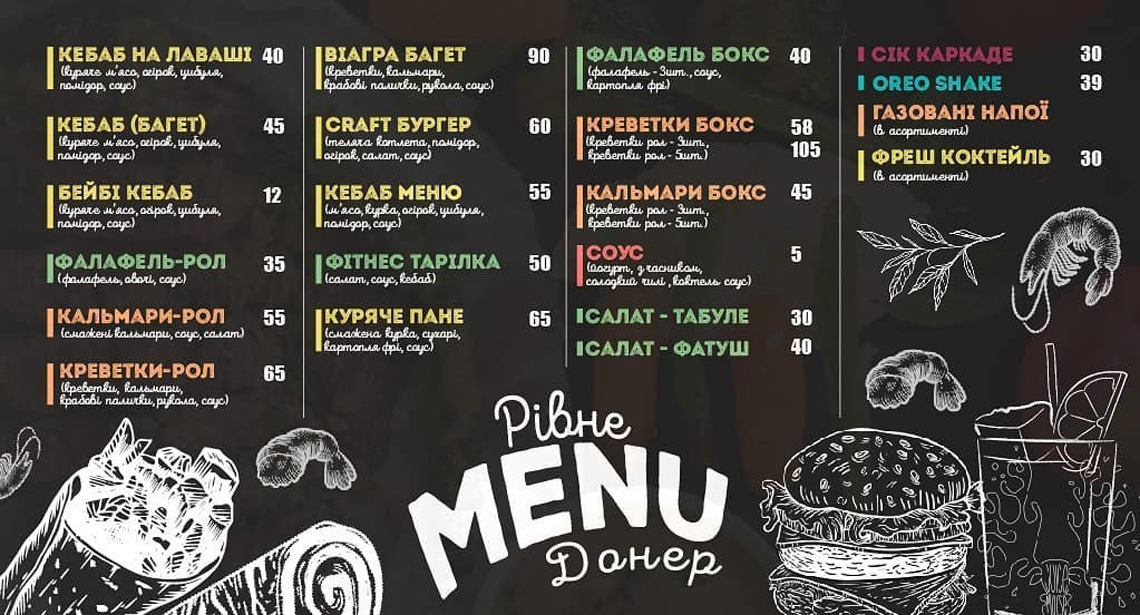 КЕБАБ НА ЛАВАШІ 40
(куряче м'ясо, огірок, цибуля,
помідор, соус)
КЕБАБ (БАГЕТ) 45
(куряче м'ясо, огірок, цибуля,
помідор, соус)
БЕЙБІ КЕБАБ 12
(куряче м'ясо, огірок, цибуля,
помідор, соус)
ФАЛАФЕЛЬ-РОЛ 35
(фалафель, овочі, соус)
КАЛЬМАРИ-РОЛ 55
(смажені кальмари, соус, салат)
КРЕВЕТКИ-РОЛ 65
(креветки, кальмари,
крабові палички, рукола, соус)
ВІАГРА БАГЕТ 90
(креветки, кальмари,
крабові палички, рукола, соус)
CRAFT БУРГЕР 60
(теляча котлета, помідор,
огірок, салат, соус)
КЕБАБ МЕНЮ 55
(м'ясо, курка, огірок, цибуля,
помідор, соус)
ФІТНЕС ТАРІЛКА 50
(салат, соус, кебаб)
КУРЯЧЕ ПАНЕ 65
(смажена курка, сухарі,
картопля фрі, соус)
ФАЛАФЕЛЬ БОКС 40
(фалафель - 3шт., соус,
картопля фрі)
КРЕВЕТКИ БОКС 58
(креветки рол - 3шт., 105
креветки рол - 5шт.)
КАЛЬМАРИ БОКС 45
(креветки рол - 3шт.,
креветки рол - 5шт.)
СОУС 5
(йогурт, з часником,
солодкий чилі, коктель соус)
САЛАТ - ТАБУЛЕ 30
САЛАТ - ФАТУШ 40
СІК КАРКАДЕ 30
OREO SHAKE 39
ГАЗОВАНІ НАПОЇ
(в асортименті)
ФРЕШ КОКТЕЙЛЬ 30
(в асортименті)
Рівне
MENU
Донер